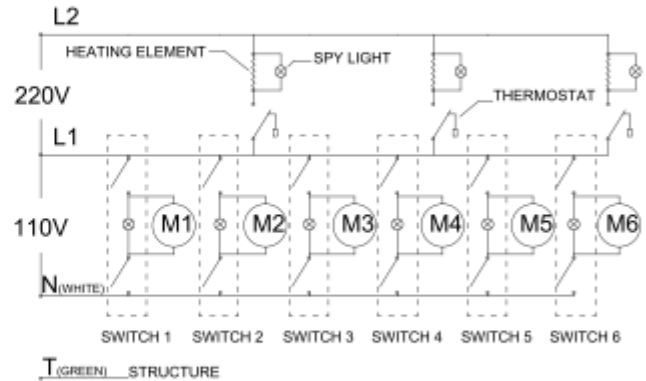 L2
HEATING ELEMENT
SPY LIGHT
220V
THERMOSTAT
L1
110V
M1 M2 M3 M4 M5 M6
N(WHITE)
SWITCH 1 SWITCH 2 SWITCH 3 SWITCH 4 SWITCH 5 SWITCH 6
T(GREEN) STRUCTURE